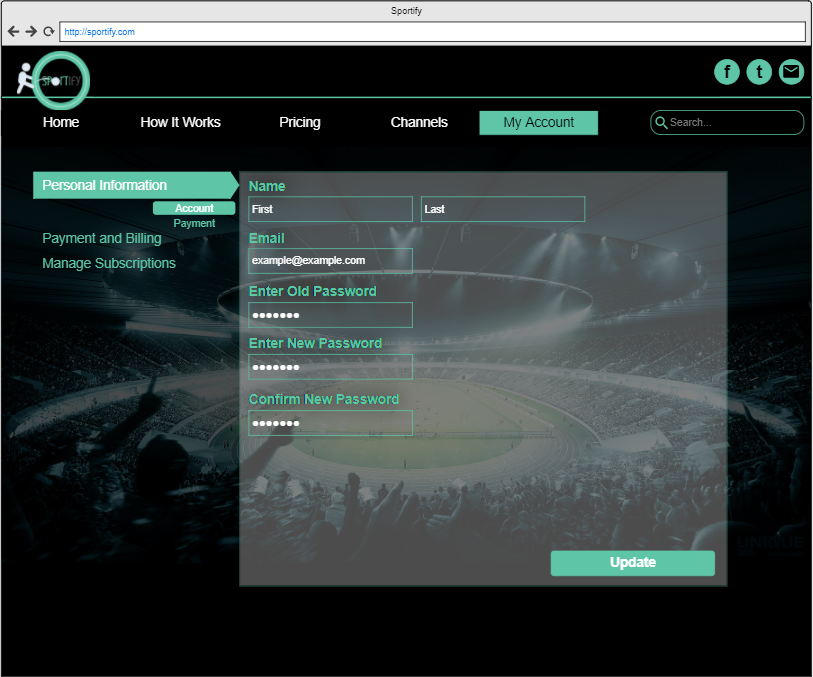 Sportify
http://sportify.com
SPORTIFY
f
t
Home How It Works Pricing Channels My Account Search...
Personal Information
Account
Payment
Payment and Billing
Manage Subscriptions
Name
First Last
Email
example@example.com
Enter Old Password
•••••••
Enter New Password
•••••••
Confirm New Password
•••••••
UNIQUE
Update